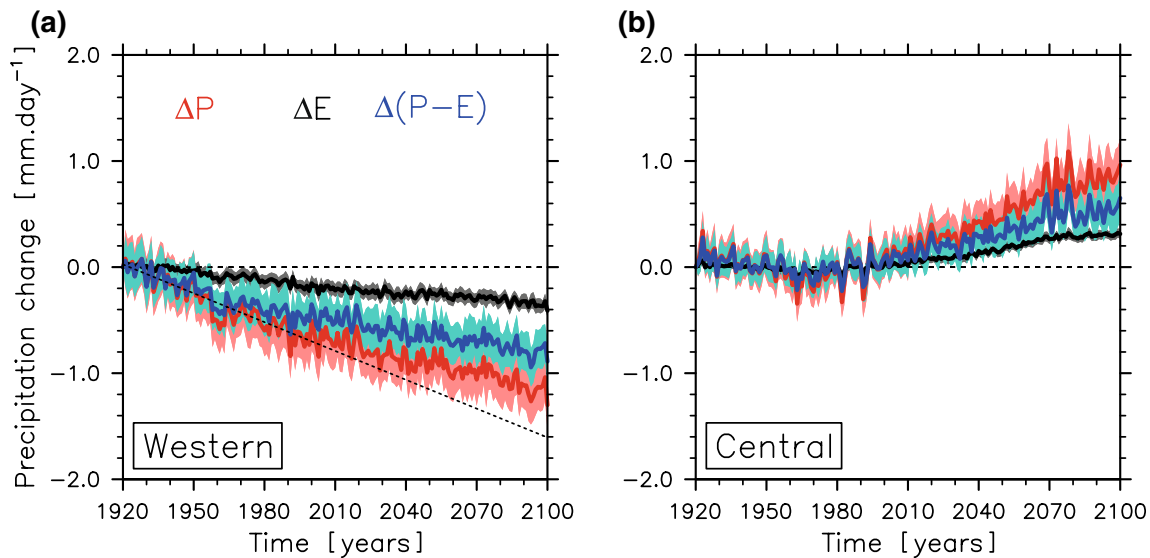 (a)
(b)
Precipitation change [mm.day⁻¹]
2.0
1.0
0.0
−1.0
−2.0
ΔP ΔE Δ(P−E)
Western
1920 1950 1980 2010 2040 2070 2100
Time [years]
2.0
1.0
0.0
−1.0
−2.0
Central
1920 1950 1980 2010 2040 2070 2100
Time [years]